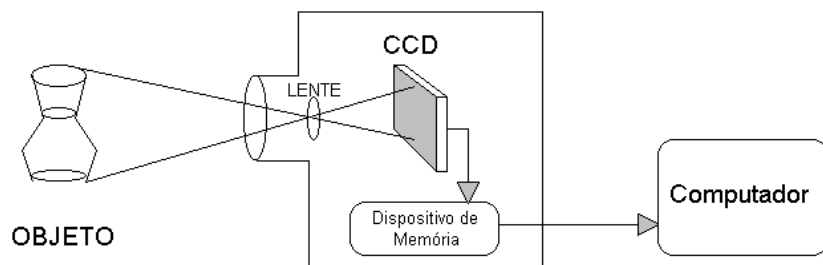 CCD
LENTE
OBJETO
Dispositivo de
Memória
Computador